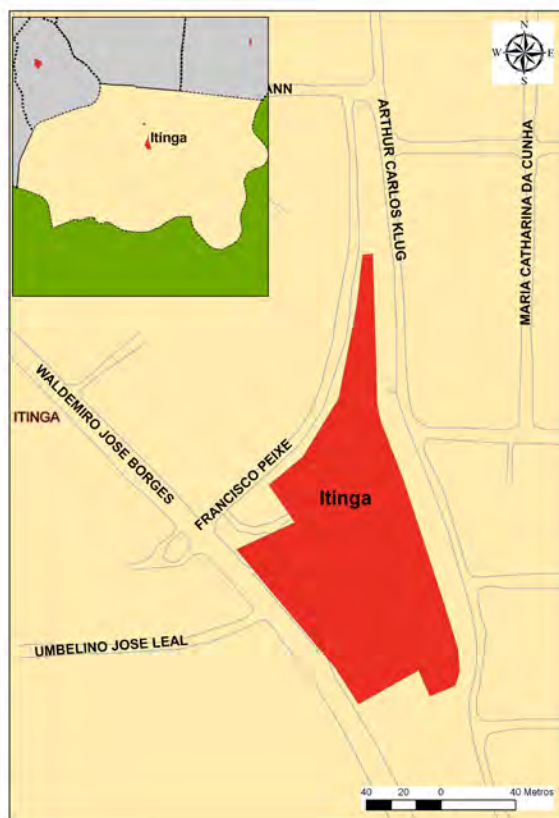 Itinga
N
W E
S
ARTHUR CARLOS KLUG
MARIA CATHARINA DA CUNHA
WALDEMIRO JOSE BORGES
ITINGA
FRANCISCO PEIXE
Itinga
UMBELINO JOSE LEAL
40 20 0 40 Metros